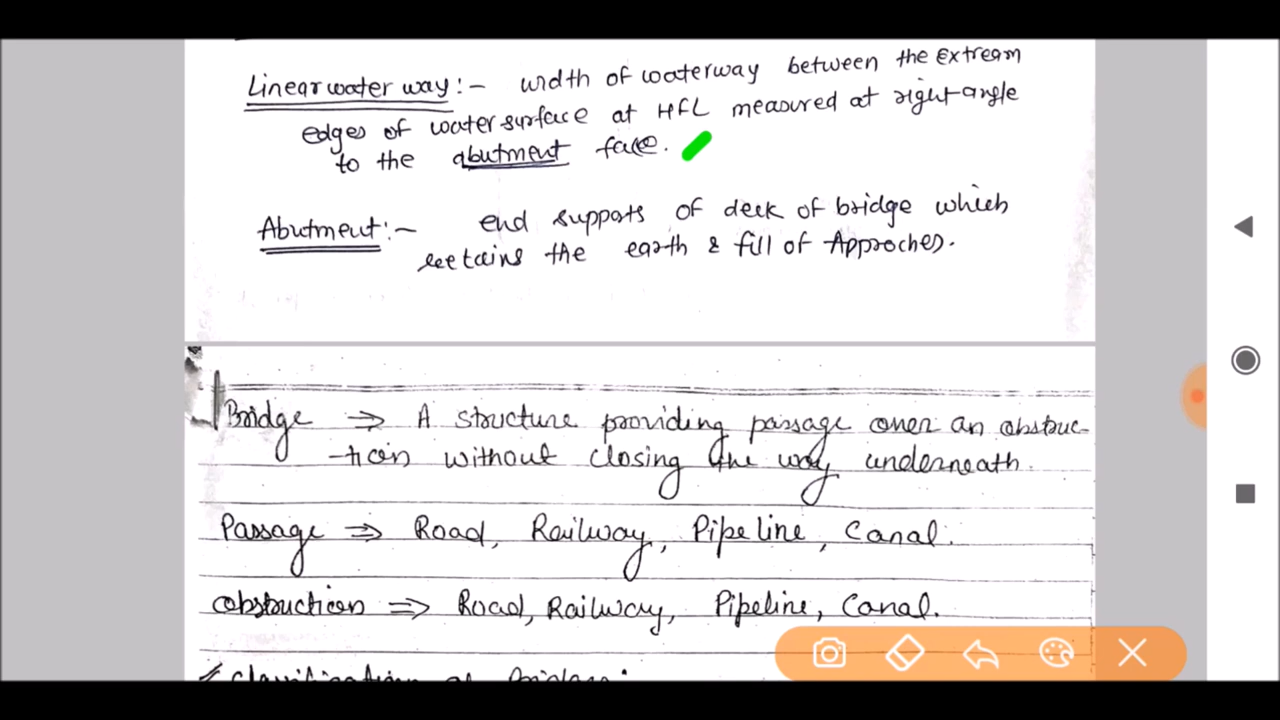 Linear water way:- width of waterway between the extream
edges of water surface at HFL measured at right angle
to the abutment face.
Abutment:- end supports of deck of bridge which
retains the earth & fill of Approches.
Bridge ⇒ A structure providing passage over an obstruc-
-tion without closing the way underneath.
Passage ⇒ Road, Railway, Pipeline, Canal.
obstruction ⇒ Road, Railway, Pipeline, Canal.